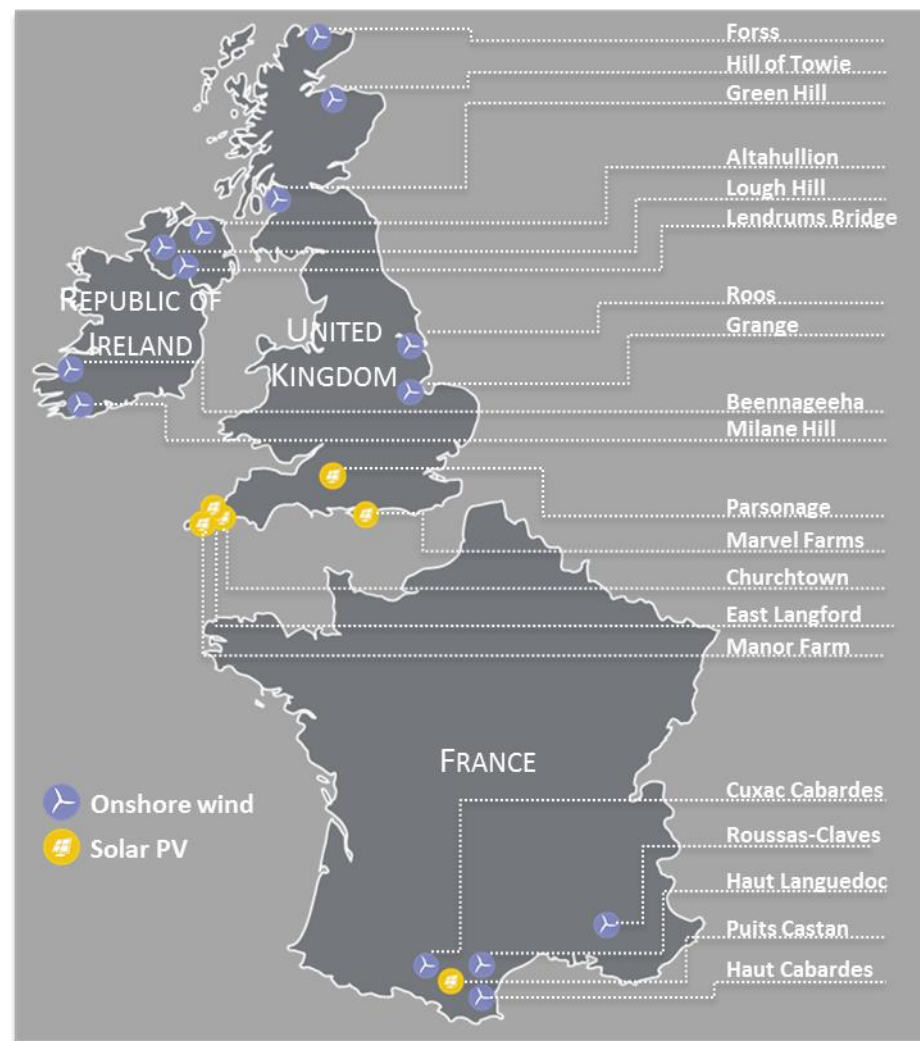 Forss
Hill of Towie
Green Hill
Altahullion
Lough Hill
Lendrums Bridge
REPUBLIC OF
IRELAND
UNITED
KINGDOM
Roos
Grange
Beennageeha
Milane Hill
Parsonage
Marvel Farms
Churchtown
East Langford
Manor Farm
FRANCE
Onshore wind
Solar PV
Cuxac Cabardes
Roussas-Claves
Haut Languedoc
Puits Castan
Haut Cabardes